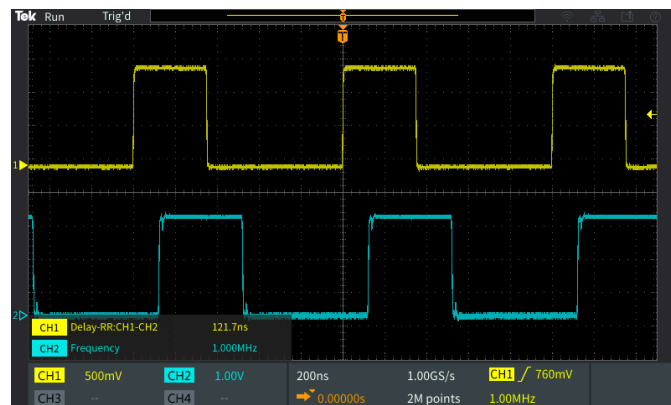 Tek Run Trig'd
T
T
1
2
CH1 Delay-RR:CH1-CH2 121.7ns
CH2 Frequency 1.000MHz
CH1 500mV CH2 1.00V 200ns 1.00GS/s CH1 760mV
CH3 -- CH4 -- 0.00000s 2M points 1.00MHz